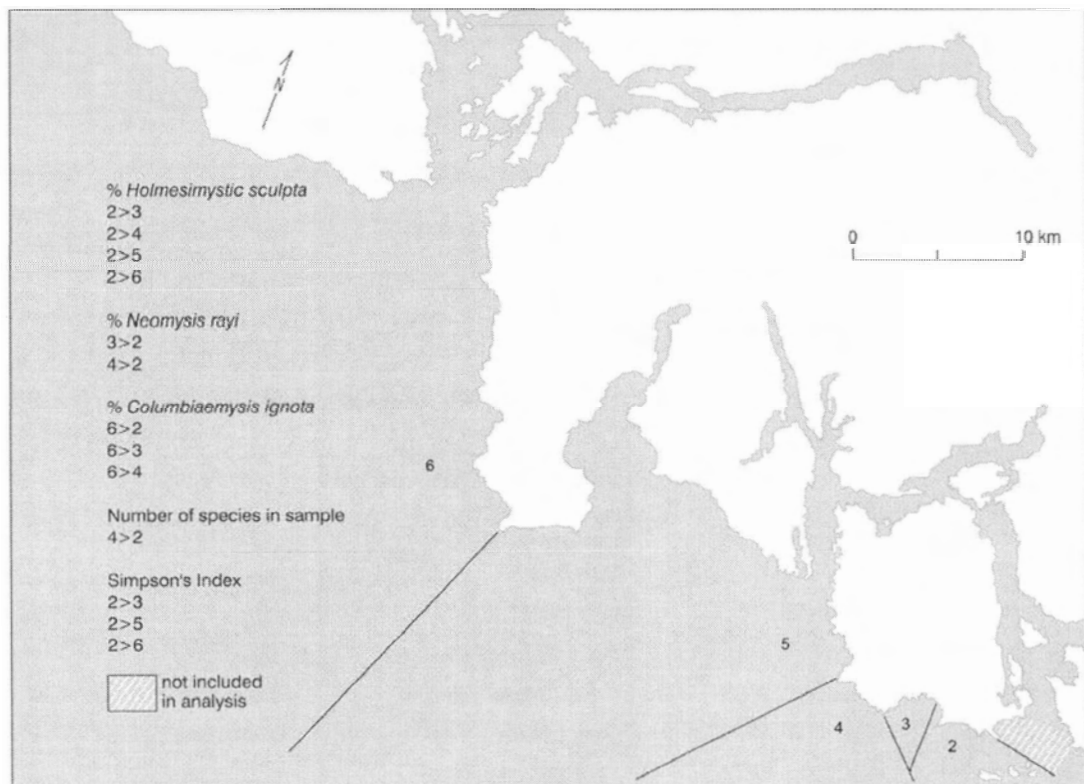 N
% Holmesimystic sculpta
2>3
2>4
2>5
2>6
0 10 km
% Neomysis rayi
3>2
4>2
% Columbiaemysis ignota
6>2
6>3
6>4
6
Number of species in sample
4>2
Simpson's Index
2>3
2>5
2>6
5
not included
in analysis
4
3
2